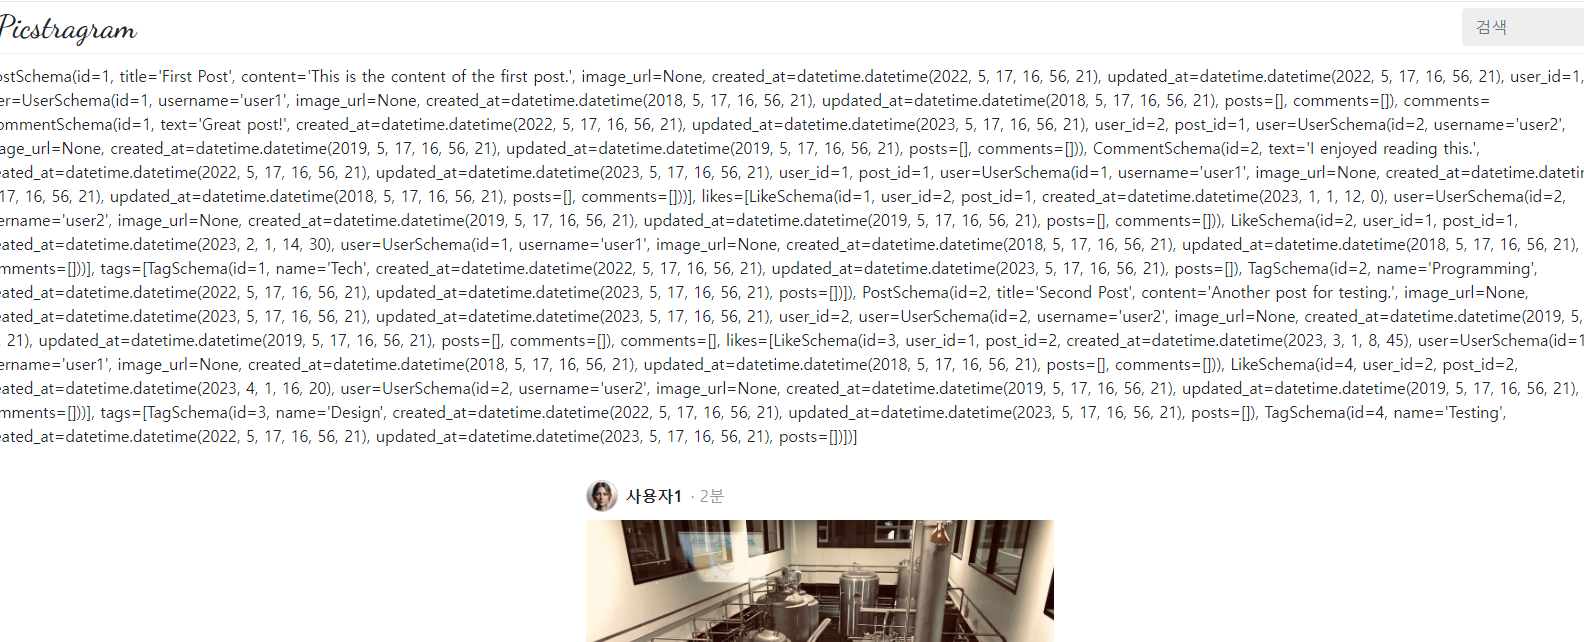 Picstragram
검색
ostSchema(id=1, title='First Post', content='This is the content of the first post.', image_url=None, created_at=datetime.datetime(2022, 5, 17, 16, 56, 21), updated_at=datetime.datetime(2022, 5, 17, 16, 56, 21), user_id=1,
er=UserSchema(id=1, username='user1', image_url=None, created_at=datetime.datetime(2018, 5, 17, 16, 56, 21), updated_at=datetime.datetime(2018, 5, 17, 16, 56, 21), posts=[], comments=[]), comments=
ommentSchema(id=1, text='Great post!', created_at=datetime.datetime(2022, 5, 17, 16, 56, 21), updated_at=datetime.datetime(2023, 5, 17, 16, 56, 21), user_id=2, post_id=1, user=UserSchema(id=2, username='user2',
age_url=None, created_at=datetime.datetime(2019, 5, 17, 16, 56, 21), updated_at=datetime.datetime(2019, 5, 17, 16, 56, 21), posts=[], comments=[])), CommentSchema(id=2, text='I enjoyed reading this.',
eated_at=datetime.datetime(2022, 5, 17, 16, 56, 21), updated_at=datetime.datetime(2023, 5, 17, 16, 56, 21), user_id=1, post_id=1, user=UserSchema(id=1, username='user1', image_url=None, created_at=datetime.datetim
17, 16, 56, 21), updated_at=datetime.datetime(2018, 5, 17, 16, 56, 21), posts=[], comments=[]))], likes=[LikeSchema(id=1, user_id=2, post_id=1, created_at=datetime.datetime(2023, 1, 1, 12, 0), user=UserSchema(id=2,
ername='user2', image_url=None, created_at=datetime.datetime(2019, 5, 17, 16, 56, 21), updated_at=datetime.datetime(2019, 5, 17, 16, 56, 21), posts=[], comments=[])), LikeSchema(id=2, user_id=1, post_id=1,
eated_at=datetime.datetime(2023, 2, 1, 14, 30), user=UserSchema(id=1, username='user1', image_url=None, created_at=datetime.datetime(2018, 5, 17, 16, 56, 21), updated_at=datetime.datetime(2018, 5, 17, 16, 56, 21),
mments=[]))], tags=[TagSchema(id=1, name='Tech', created_at=datetime.datetime(2022, 5, 17, 16, 56, 21), updated_at=datetime.datetime(2023, 5, 17, 16, 56, 21), posts=[]), TagSchema(id=2, name='Programming',
eated_at=datetime.datetime(2022, 5, 17, 16, 56, 21), updated_at=datetime.datetime(2023, 5, 17, 16, 56, 21), posts=[])]), PostSchema(id=2, title='Second Post', content='Another post for testing.', image_url=None,
eated_at=datetime.datetime(2023, 5, 17, 16, 56, 21), updated_at=datetime.datetime(2023, 5, 17, 16, 56, 21), user_id=2, user=UserSchema(id=2, username='user2', image_url=None, created_at=datetime.datetime(2019, 5,
, 21), updated_at=datetime.datetime(2019, 5, 17, 16, 56, 21), posts=[], comments=[]), comments=[], likes=[LikeSchema(id=3, user_id=1, post_id=2, created_at=datetime.datetime(2023, 3, 1, 8, 45), user=UserSchema(id=1
ername='user1', image_url=None, created_at=datetime.datetime(2018, 5, 17, 16, 56, 21), updated_at=datetime.datetime(2018, 5, 17, 16, 56, 21), posts=[], comments=[])), LikeSchema(id=4, user_id=2, post_id=2,
eated_at=datetime.datetime(2023, 4, 1, 16, 20), user=UserSchema(id=2, username='user2', image_url=None, created_at=datetime.datetime(2019, 5, 17, 16, 56, 21), updated_at=datetime.datetime(2019, 5, 17, 16, 56, 21),
mments=[]))], tags=[TagSchema(id=3, name='Design', created_at=datetime.datetime(2022, 5, 17, 16, 56, 21), updated_at=datetime.datetime(2023, 5, 17, 16, 56, 21), posts=[]), TagSchema(id=4, name='Testing',
eated_at=datetime.datetime(2022, 5, 17, 16, 56, 21), updated_at=datetime.datetime(2023, 5, 17, 16, 56, 21), posts=[])])]
사용자1 · 2분